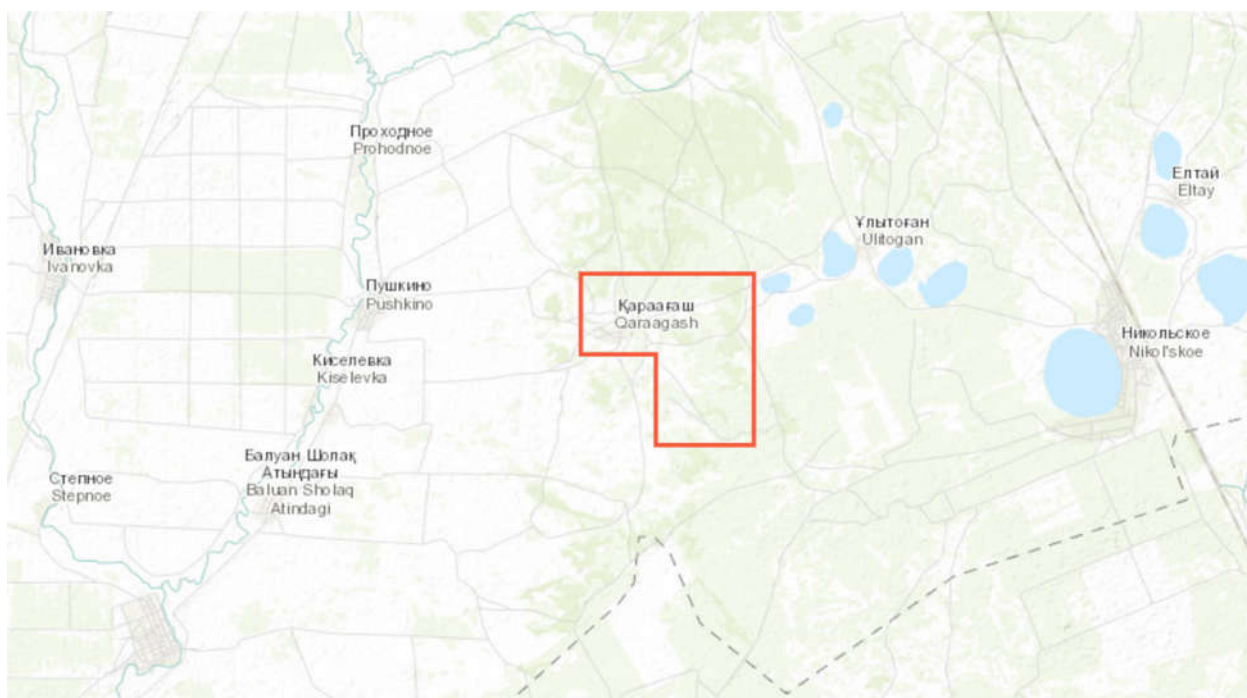 Проходное
Prohodnoe
Елтай
Eltay
Ұлытоған
Ulitogan
Ивановка
Ivanovka
Пушкино
Pushkino
Қараағаш
Qaraagash
Никольское
Nikol'skoe
Киселевка
Kiselevka
Балуан Шолақ
Атындағы
Baluan Sholaq
Atindagi
Степное
Stepnoe